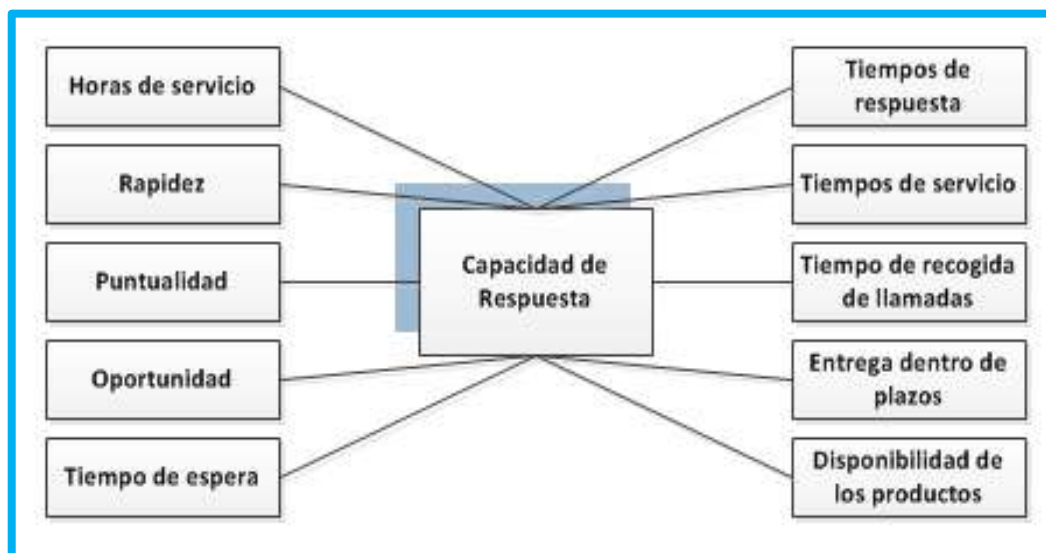 Horas de servicio
Rapidez
Puntualidad
Oportunidad
Tiempo de espera
Capacidad de
Respuesta
Tiempos de
respuesta
Tiempos de servicio
Tiempo de recogida
de llamadas
Entrega dentro de
plazos
Disponibilidad de
los productos